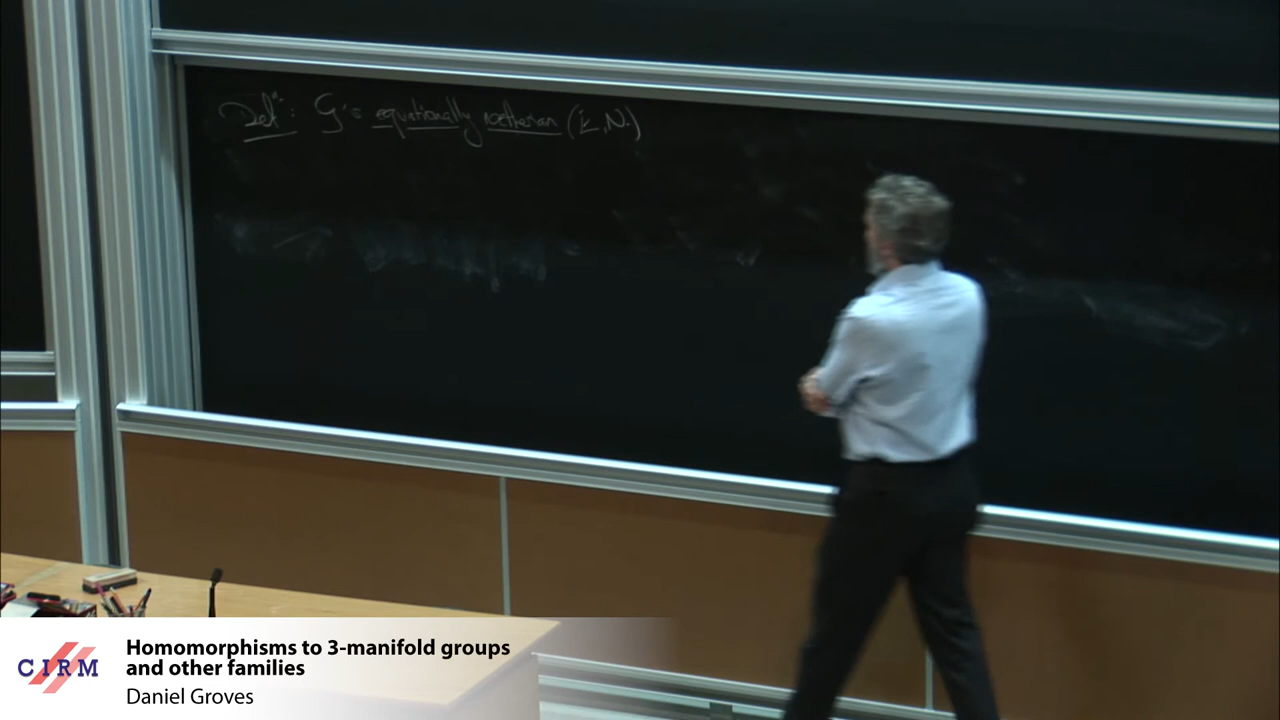 Defⁿ: G is equationally noetherian (E.N.)
CIRM
Homomorphisms to 3-manifold groups
and other families
Daniel Groves